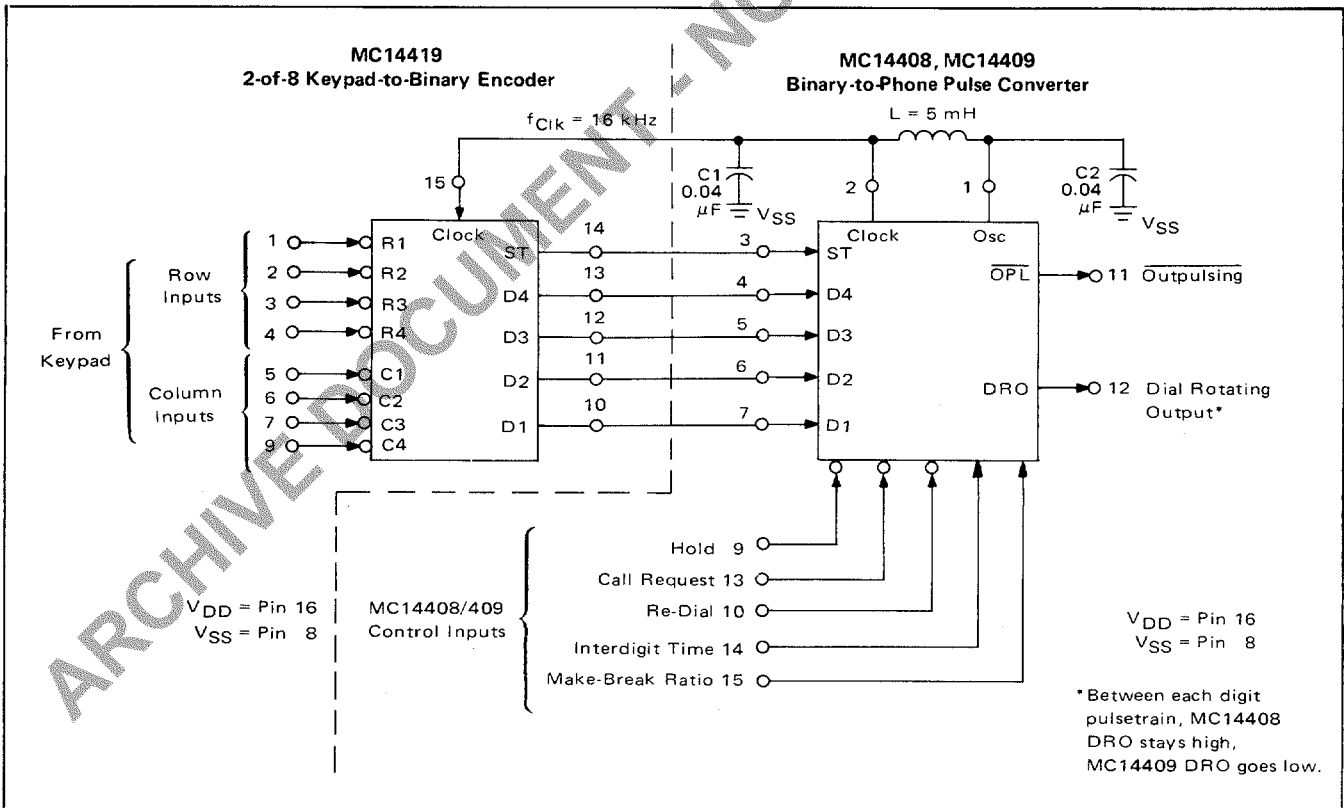 MC14419
2-of-8 Keypad-to-Binary Encoder
MC14408, MC14409
Binary-to-Phone Pulse Converter
fClk = 16 kHz
L = 5 mH
C1
0.04
µF
VSS
C2
0.04
µF
VSS
15
2
1
Clock
Clock
Osc
From
Keypad
Row
Inputs
Column
Inputs
1 R1
2 R2
3 R3
4 R4
5 C1
6 C2
7 C3
9 C4
ST 14 3 ST
D4 13 4 D4
D3 12 5 D3
D2 11 6 D2
D1 10 7 D1
OPL 11 Outpulsing
DRO 12 Dial Rotating
Output*
MC14408/409
Control Inputs
Hold 9
Call Request 13
Re-Dial 10
Interdigit Time 14
Make-Break Ratio 15
VDD = Pin 16
VSS = Pin 8
VDD = Pin 16
VSS = Pin 8
*Between each digit
pulsetrain, MC14408
DRO stays high,
MC14409 DRO goes low.
ARCHIVE DOCUMENT - NO